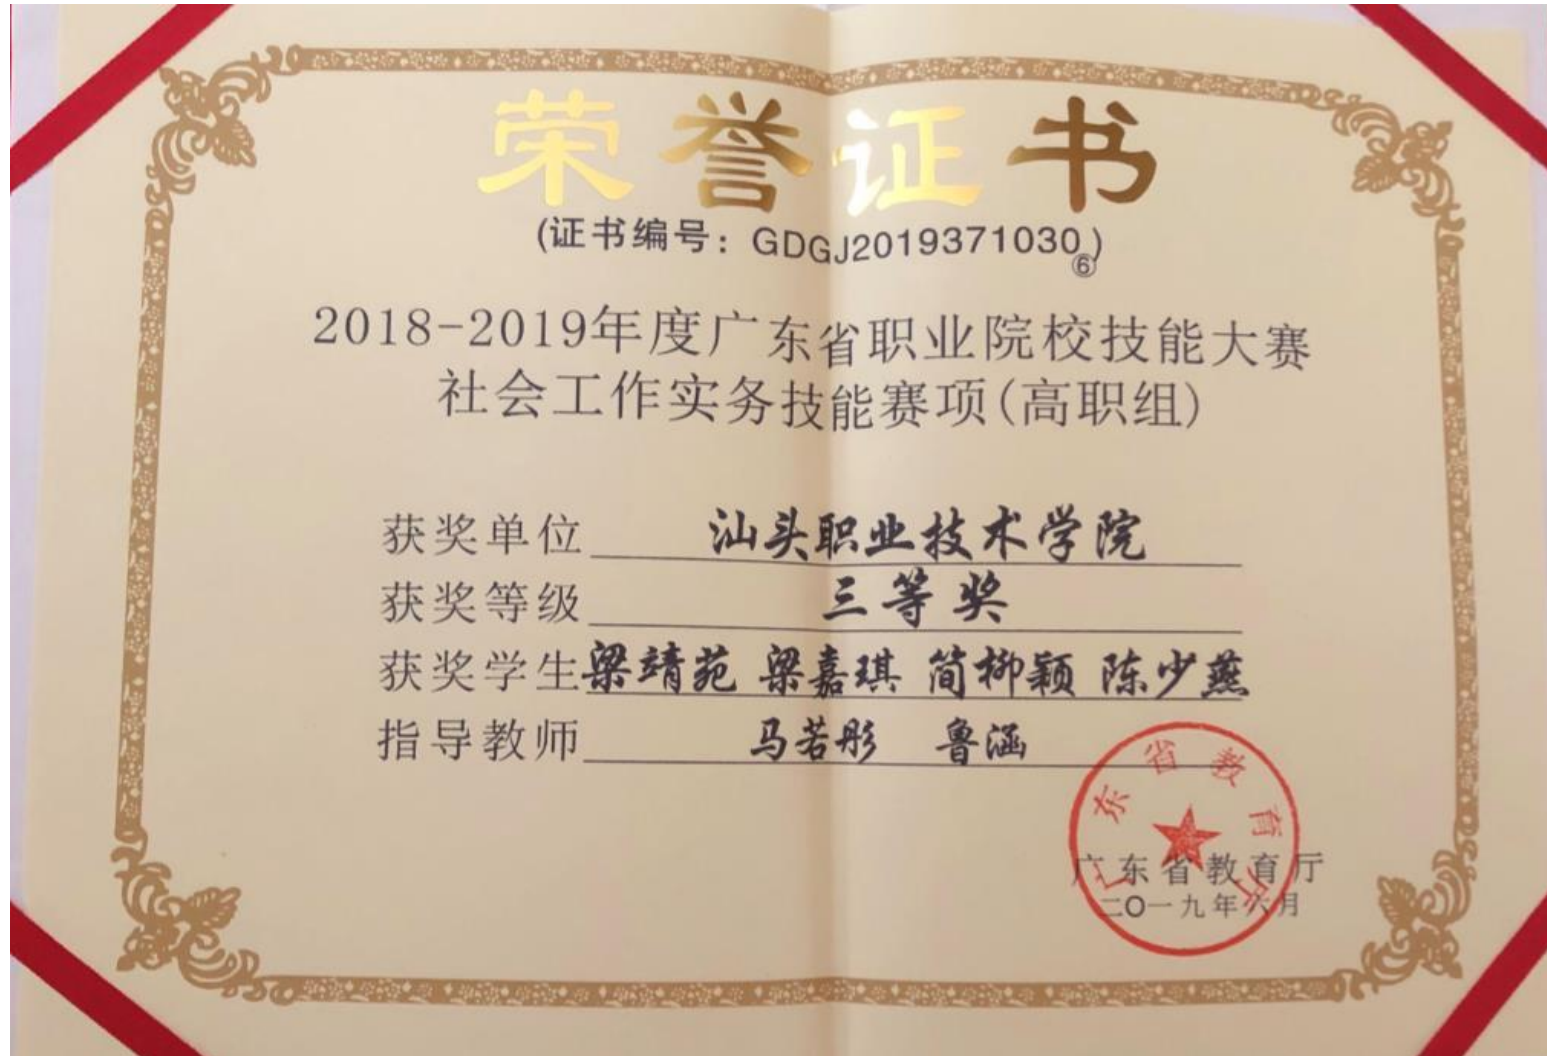 荣誉证书
(证书编号：GDGJ2019371030⑥)
2018-2019年度广东省职业院校技能大赛
社会工作实务技能赛项(高职组)
获奖单位 汕头职业技术学院
获奖等级 三等奖
获奖学生 梁靖苑 梁嘉琪 简柳颖 陈少燕
指导教师 马若彤 鲁涵
广东省教育厅
广东省教育厅
二〇一九年六月